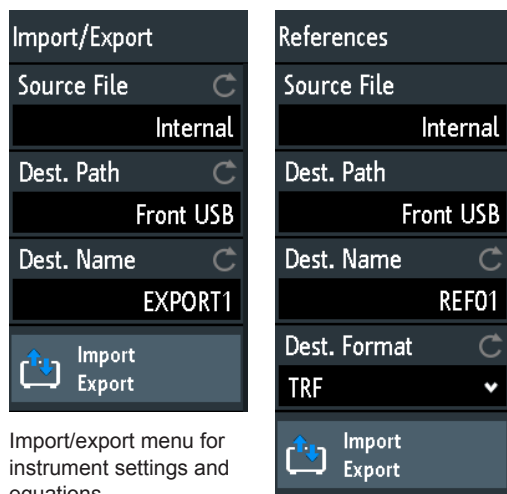 Import/Export
Source File
Internal
Dest. Path
Front USB
Dest. Name
EXPORT1
Import
Export
Import/export menu for
instrument settings and
equations
References
Source File
Internal
Dest. Path
Front USB
Dest. Name
REF01
Dest. Format
TRF
Import
Export